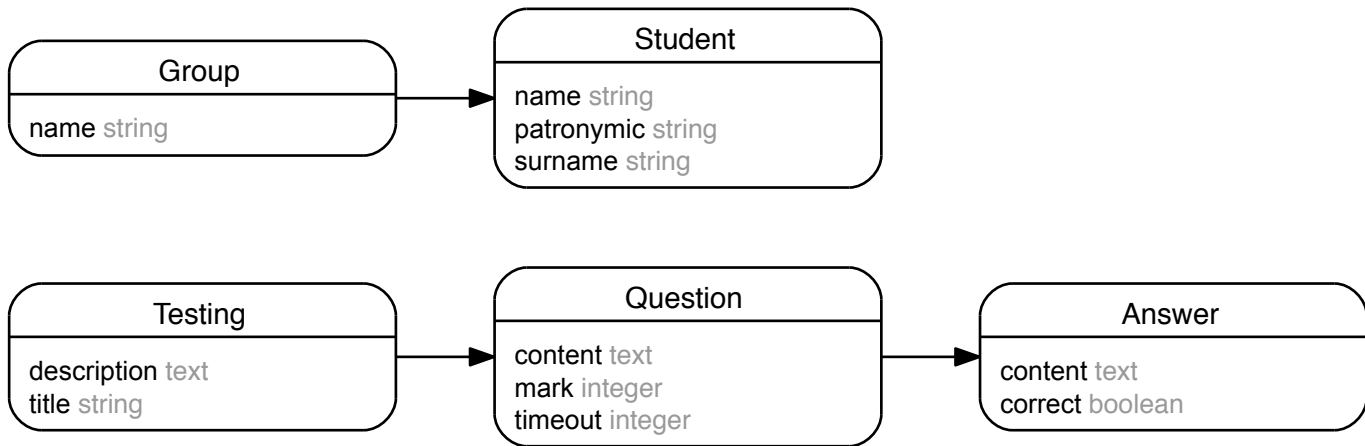 Group
name string
Student
name string
patronymic string
surname string
Testing
description text
title string
Question
content text
mark integer
timeout integer
Answer
content text
correct boolean